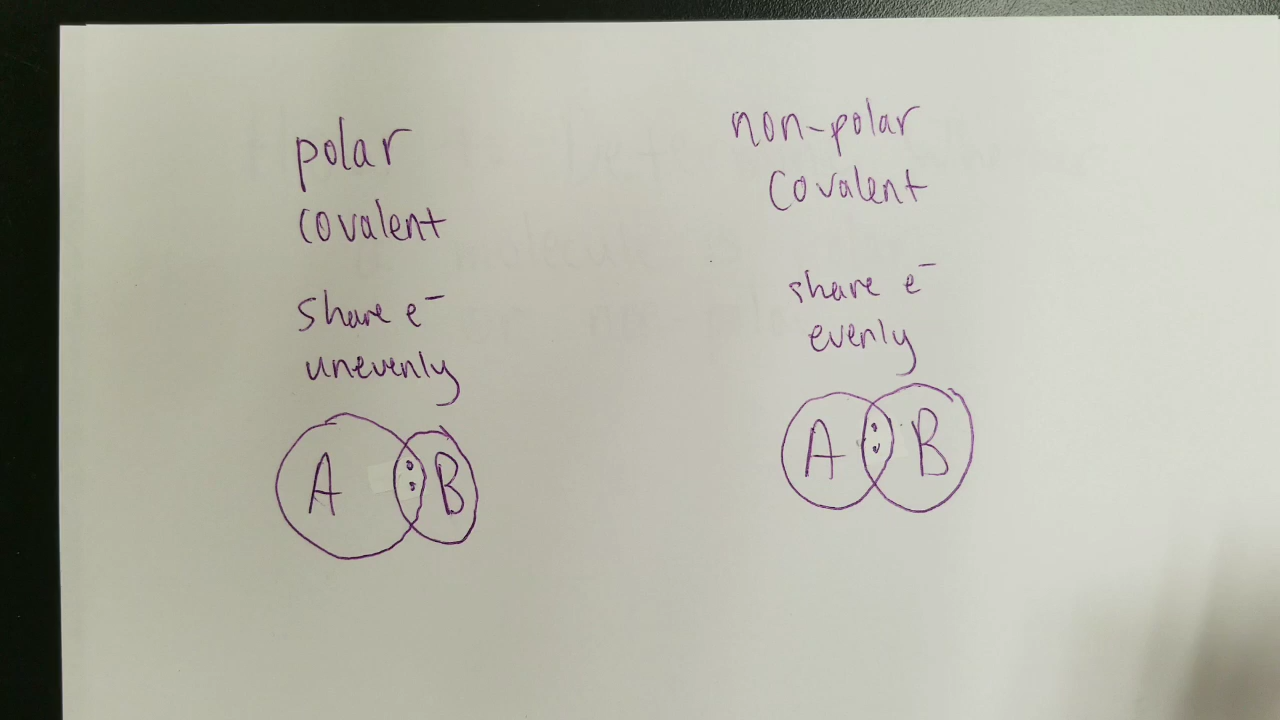 polar
covalent
share e⁻
unevenly
A : B
non-polar
covalent
share e⁻
evenly
A : B